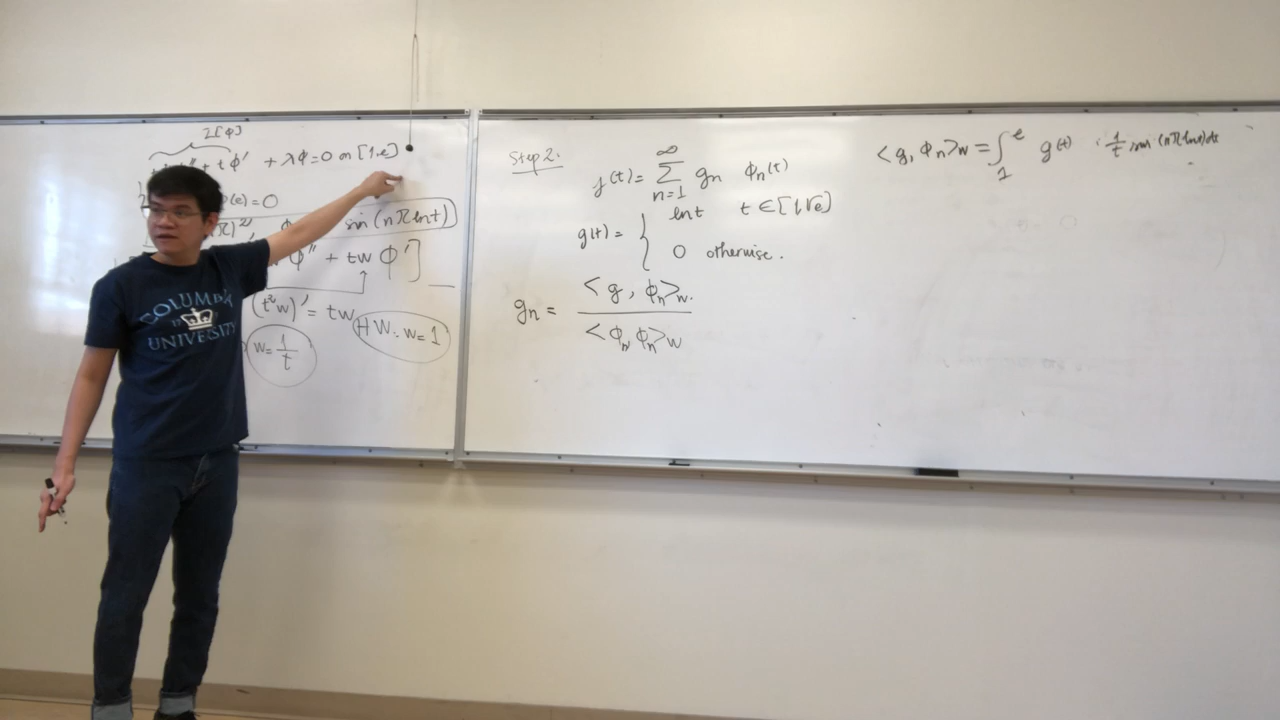 L[Φ]
t Φ' + λΦ = 0 on [1,e]
(e) = 0
sin (nπ ln t)
Φ'' + tw Φ' ]
(t²w)' = tw
w = 1/t
HW: w = 1
COLUMBIA
UNIVERSITY
Step 2:
g(t) = ∑_{n=1}^{∞} g_n Φ_n(t)
g(t) = { ln t t ∈ [1,√e]
0 otherwise.
g_n = <g, Φ_n>_w / <Φ_n, Φ_n>_w
<g, Φ_n>_w = ∫_1^e g(t) · 1/t sin (nπ ln t) dt